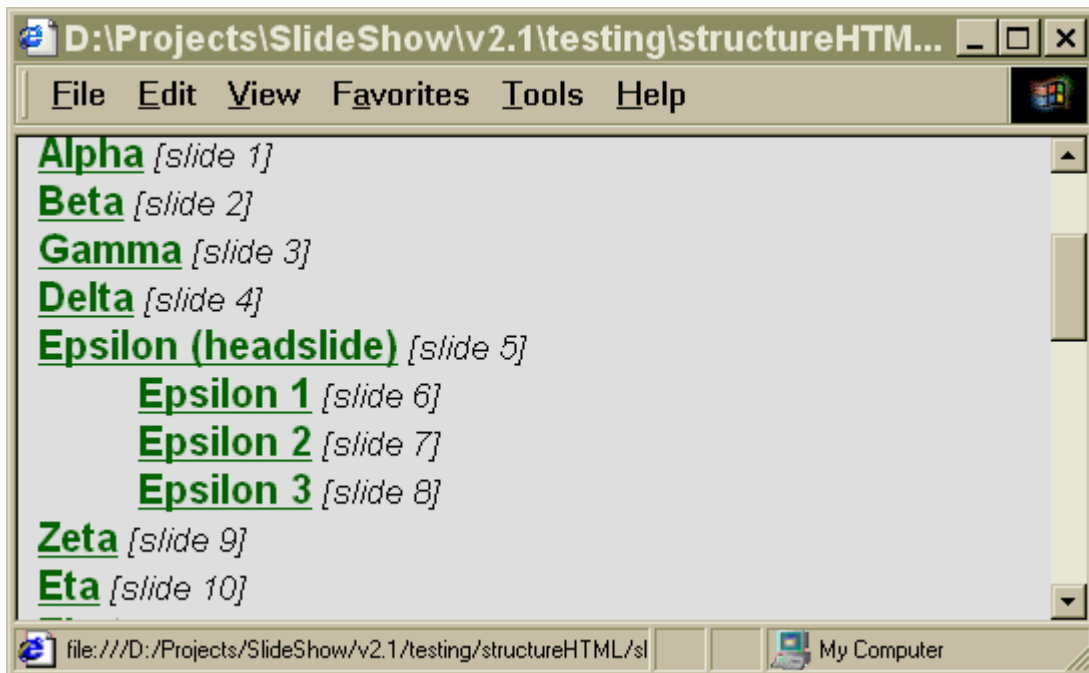 D:\Projects\SlideShow\v2.1\testing\structureHTM...
File Edit View Favorites Tools Help
Alpha [slide 1]
Beta [slide 2]
Gamma [slide 3]
Delta [slide 4]
Epsilon (headslide) [slide 5]
Epsilon 1 [slide 6]
Epsilon 2 [slide 7]
Epsilon 3 [slide 8]
Zeta [slide 9]
Eta [slide 10]
file:///D:/Projects/SlideShow/v2.1/testing/structureHTML/sl My Computer